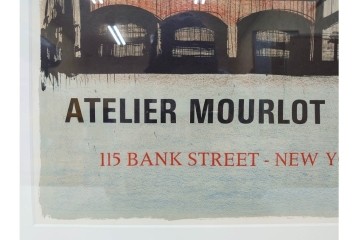 ATELIER MOURLOT
115 BANK STREET - NEW